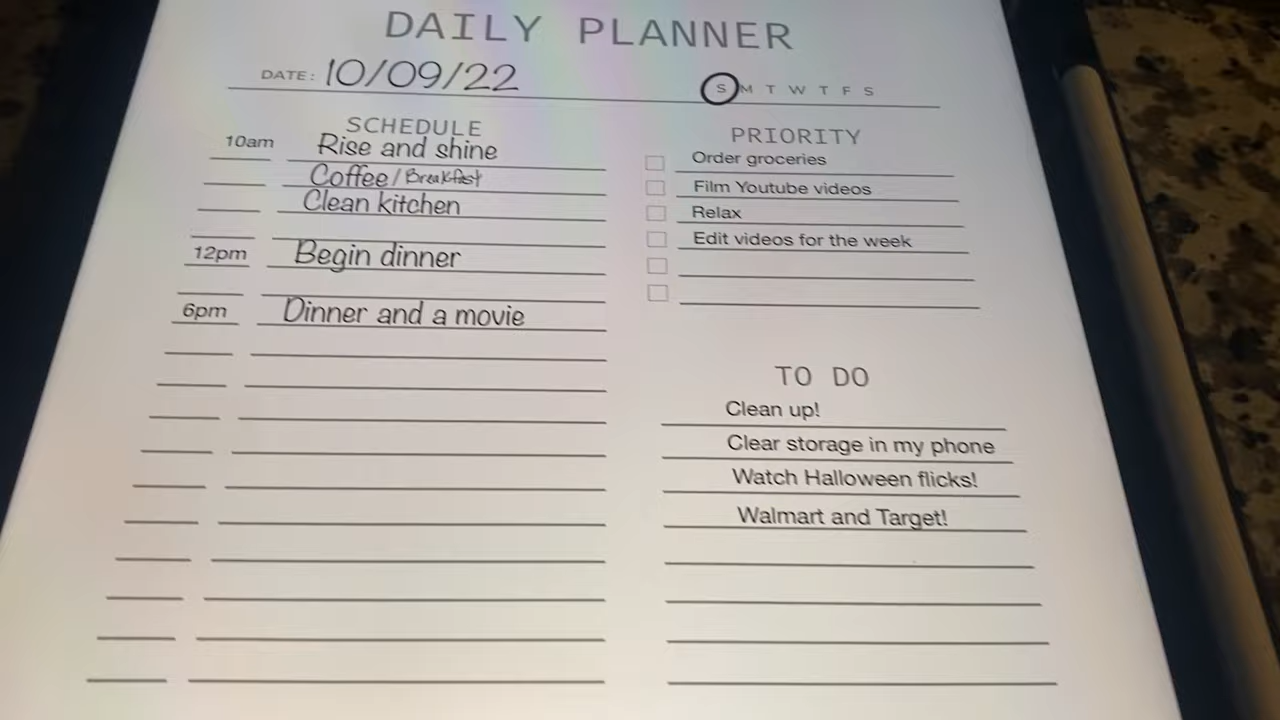 DAILY PLANNER
DATE: 10/09/22
S M T W T F S
SCHEDULE
10am Rise and shine
Coffee/Breakfast
Clean kitchen
12pm Begin dinner
6pm Dinner and a movie
PRIORITY
Order groceries
Film Youtube videos
Relax
Edit videos for the week
TO DO
Clean up!
Clear storage in my phone
Watch Halloween flicks!
Walmart and Target!